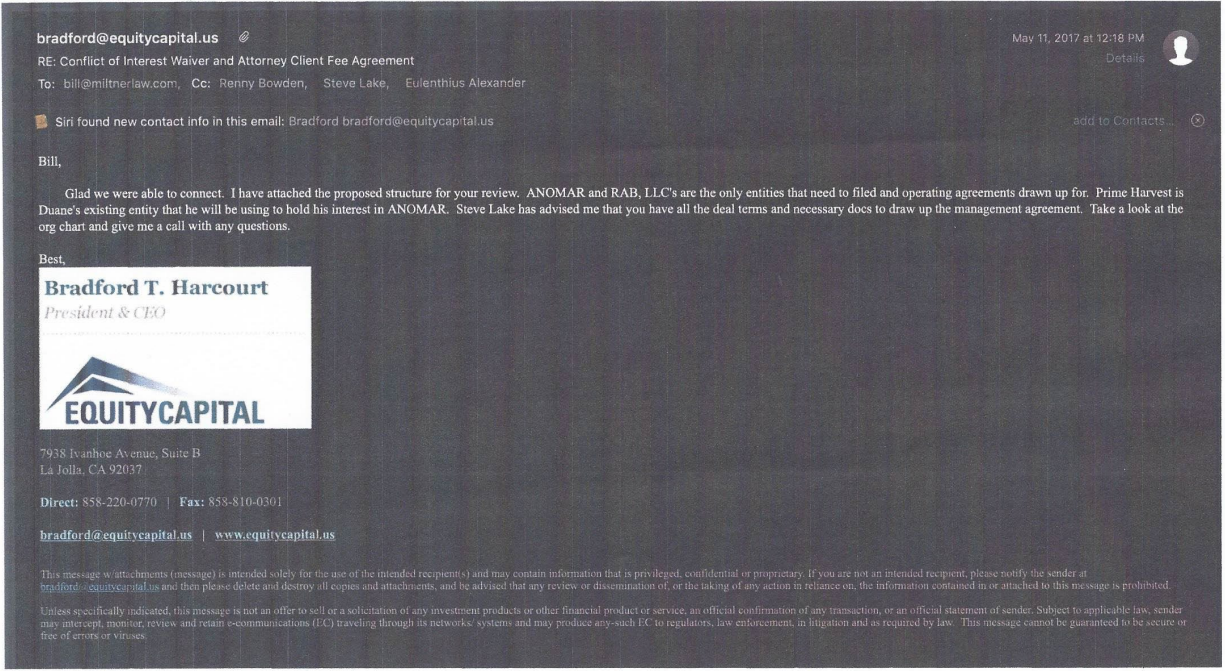 bradford@equitycapital.us
May 11, 2017 at 12:18 PM
RE: Conflict of Interest Waiver and Attorney Client Fee Agreement
Details
To: bill@miltnerlaw.com, Cc: Renny Bowden, Steve Lake, Eulenthius Alexander
Siri found new contact info in this email: Bradford bradford@equitycapital.us
add to Contacts...
Bill,
Glad we were able to connect. I have attached the proposed structure for your review. ANOMAR and RAB, LLC's are the only entities that need to filed and operating agreements drawn up for. Prime Harvest is
Duane's existing entity that he will be using to hold his interest in ANOMAR. Steve Lake has advised me that you have all the deal terms and necessary docs to draw up the management agreement. Take a look at the
org chart and give me a call with any questions.
Best,
Bradford T. Harcourt
President & CEO
EQUITYCAPITAL
7938 Ivanhoe Avenue, Suite B
La Jolla, CA 92037
Direct: 858-220-0770 | Fax: 858-810-0301
bradford@equitycapital.us | www.equitycapital.us
This message w/attachments (message) is intended solely for the use of the intended recipient(s) and may contain information that is privileged, confidential or proprietary. If you are not an intended recipient, please notify the sender at
bradford@equitycapital.us and then please delete and destroy all copies and attachments, and be advised that any review or dissemination of, or the taking of any action in reliance on, the information contained in or attached to this message is prohibited.
Unless specifically indicated, this message is not an offer to sell or a solicitation of any investment products or other financial product or service, an official confirmation of any transaction, or an official statement of sender. Subject to applicable law, sender
may intercept, monitor, review and retain e-communications (EC) traveling through its networks/ systems and may produce any-such EC to regulators, law enforcement, in litigation and as required by law. This message cannot be guaranteed to be secure or
free of errors or viruses.